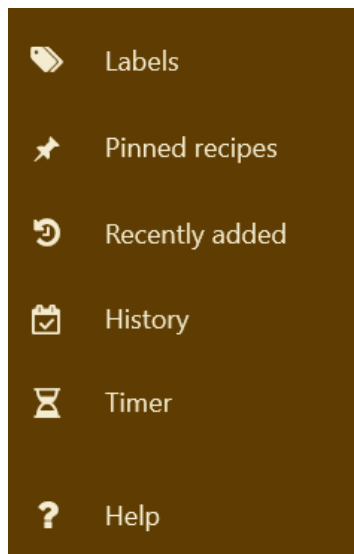 Labels
Pinned recipes
Recently added
History
Timer
Help